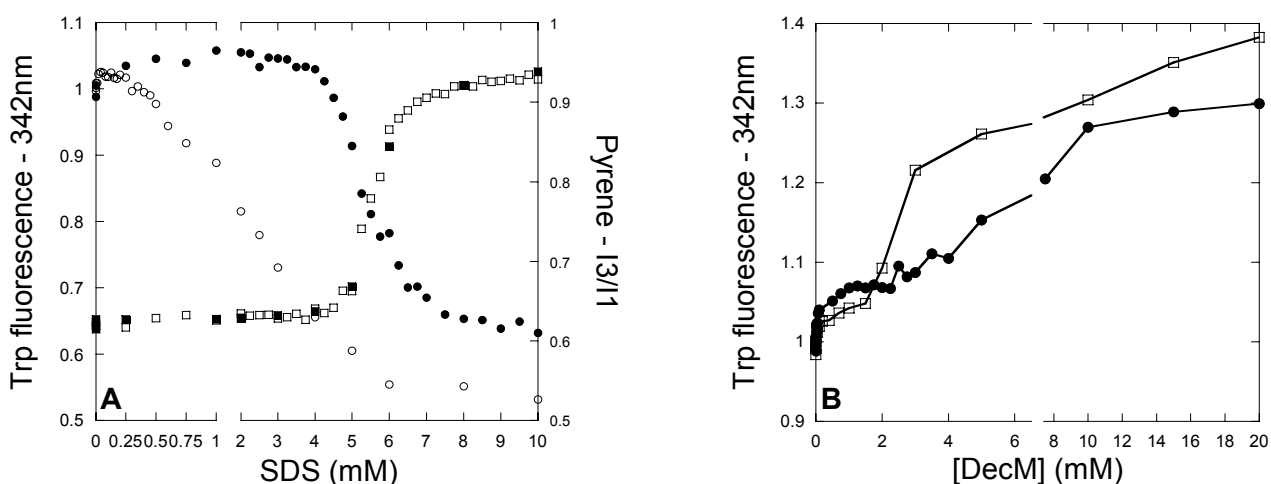 1.1
1
0.9
0.8
0.7
0.6
0.5
Trp fluorescence - 342nm
1
0.9
0.8
0.7
0.6
0.5
Pyrene - I3/I1
A
0 0.25 0.5 0.75 1 2 3 4 5 6 7 8 9 10
SDS (mM)
1.4
1.3
1.2
1.1
1
0.9
Trp fluorescence - 342nm
B
0 2 4 6 8 10 12 14 16 18 20
[DecM] (mM)